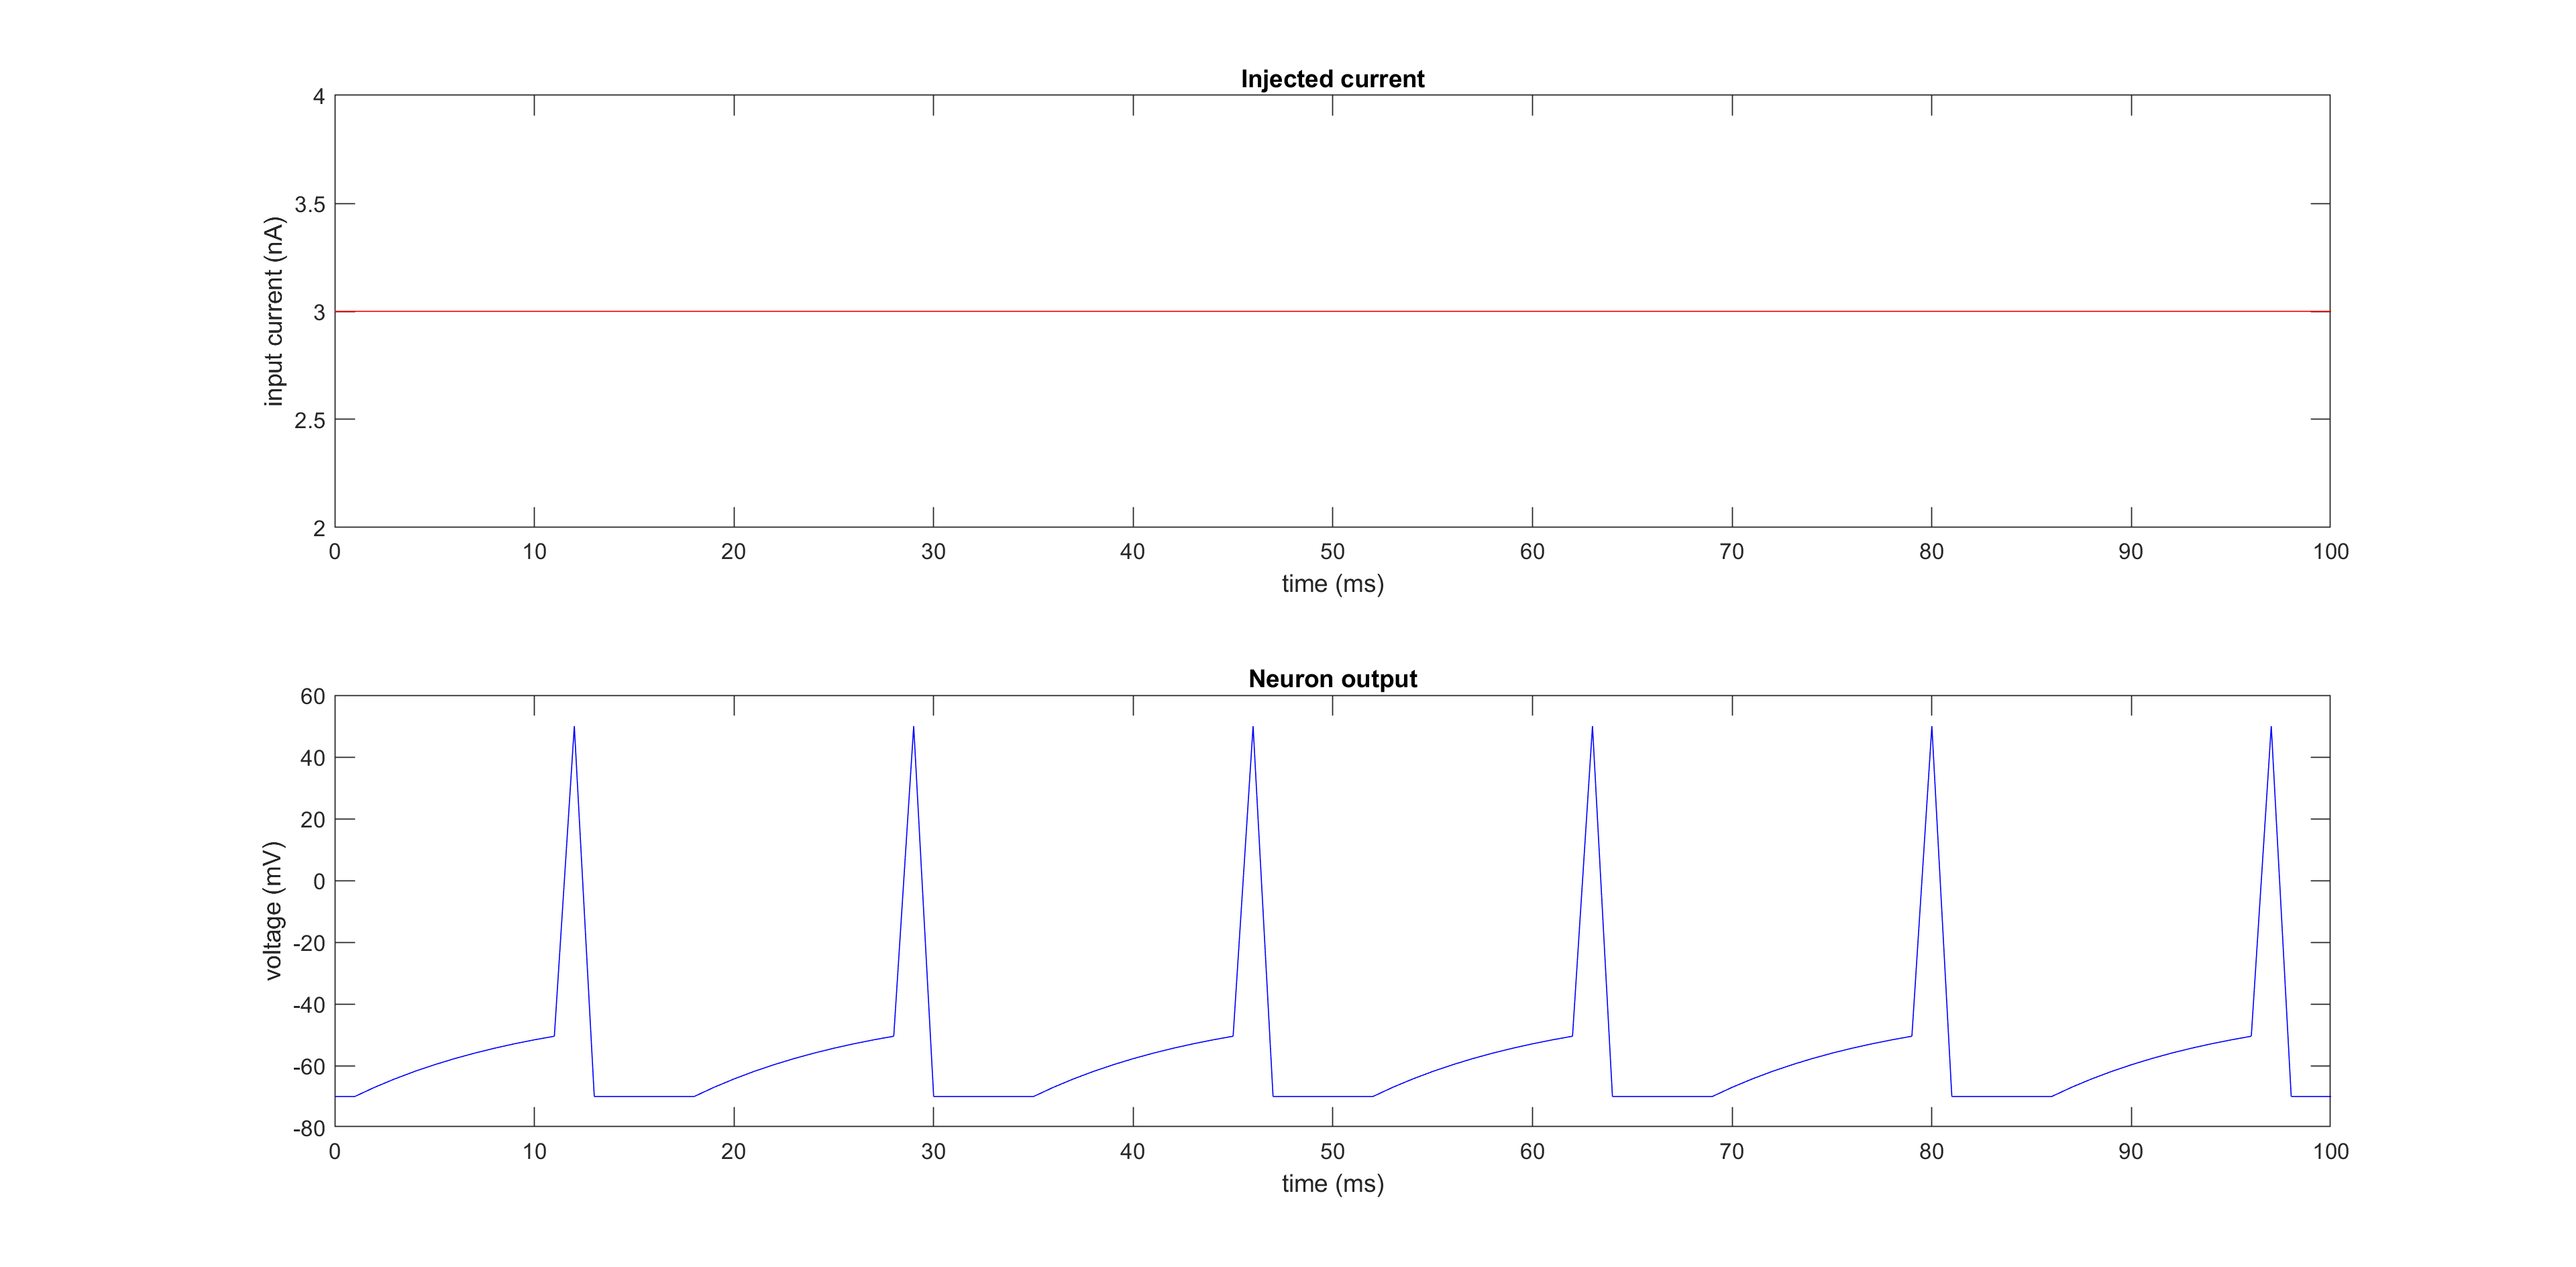 Injected current
4
3.5
3
2.5
2
input current (nA)
0 10 20 30 40 50 60 70 80 90 100
time (ms)
Neuron output
60
40
20
0
-20
-40
-60
-80
voltage (mV)
0 10 20 30 40 50 60 70 80 90 100
time (ms)